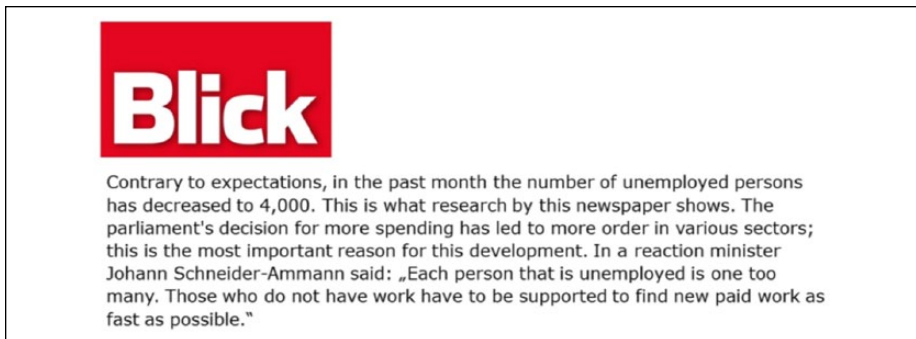 Blick
Contrary to expectations, in the past month the number of unemployed persons
has decreased to 4,000. This is what research by this newspaper shows. The
parliament's decision for more spending has led to more order in various sectors;
this is the most important reason for this development. In a reaction minister
Johann Schneider-Ammann said: „Each person that is unemployed is one too
many. Those who do not have work have to be supported to find new paid work as
fast as possible.“